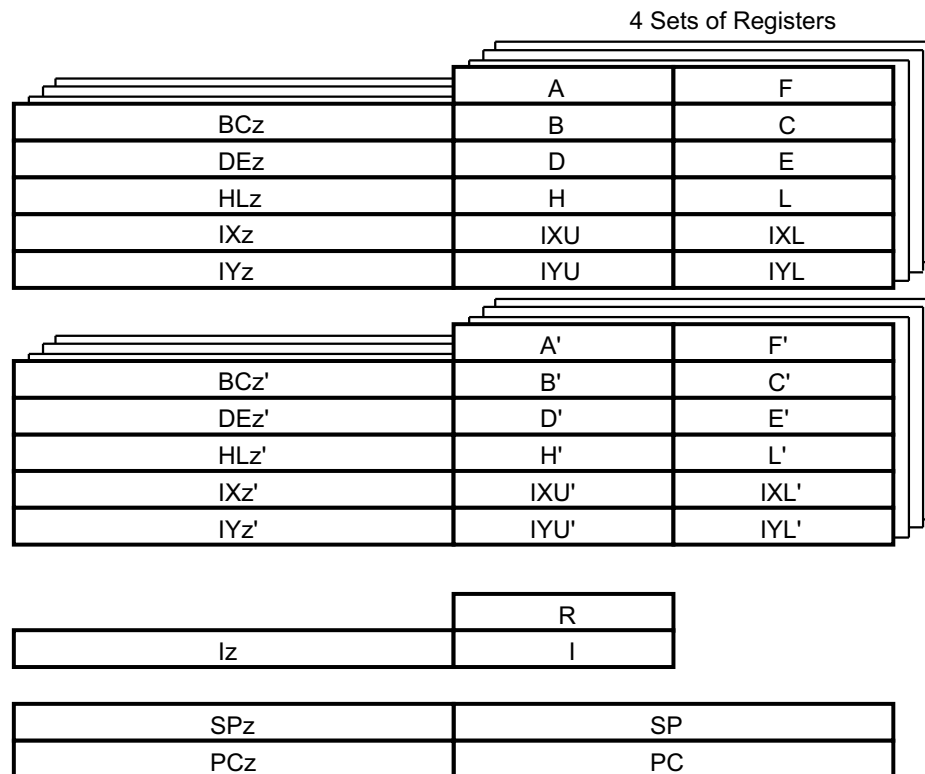 4 Sets of Registers
A F
BCz B C
DEz D E
HLz H L
IXz IXU IXL
IYz IYU IYL
A' F'
BCz' B' C'
DEz' D' E'
HLz' H' L'
IXz' IXU' IXL'
IYz' IYU' IYL'
R
Iz I
SPz SP
PCz PC